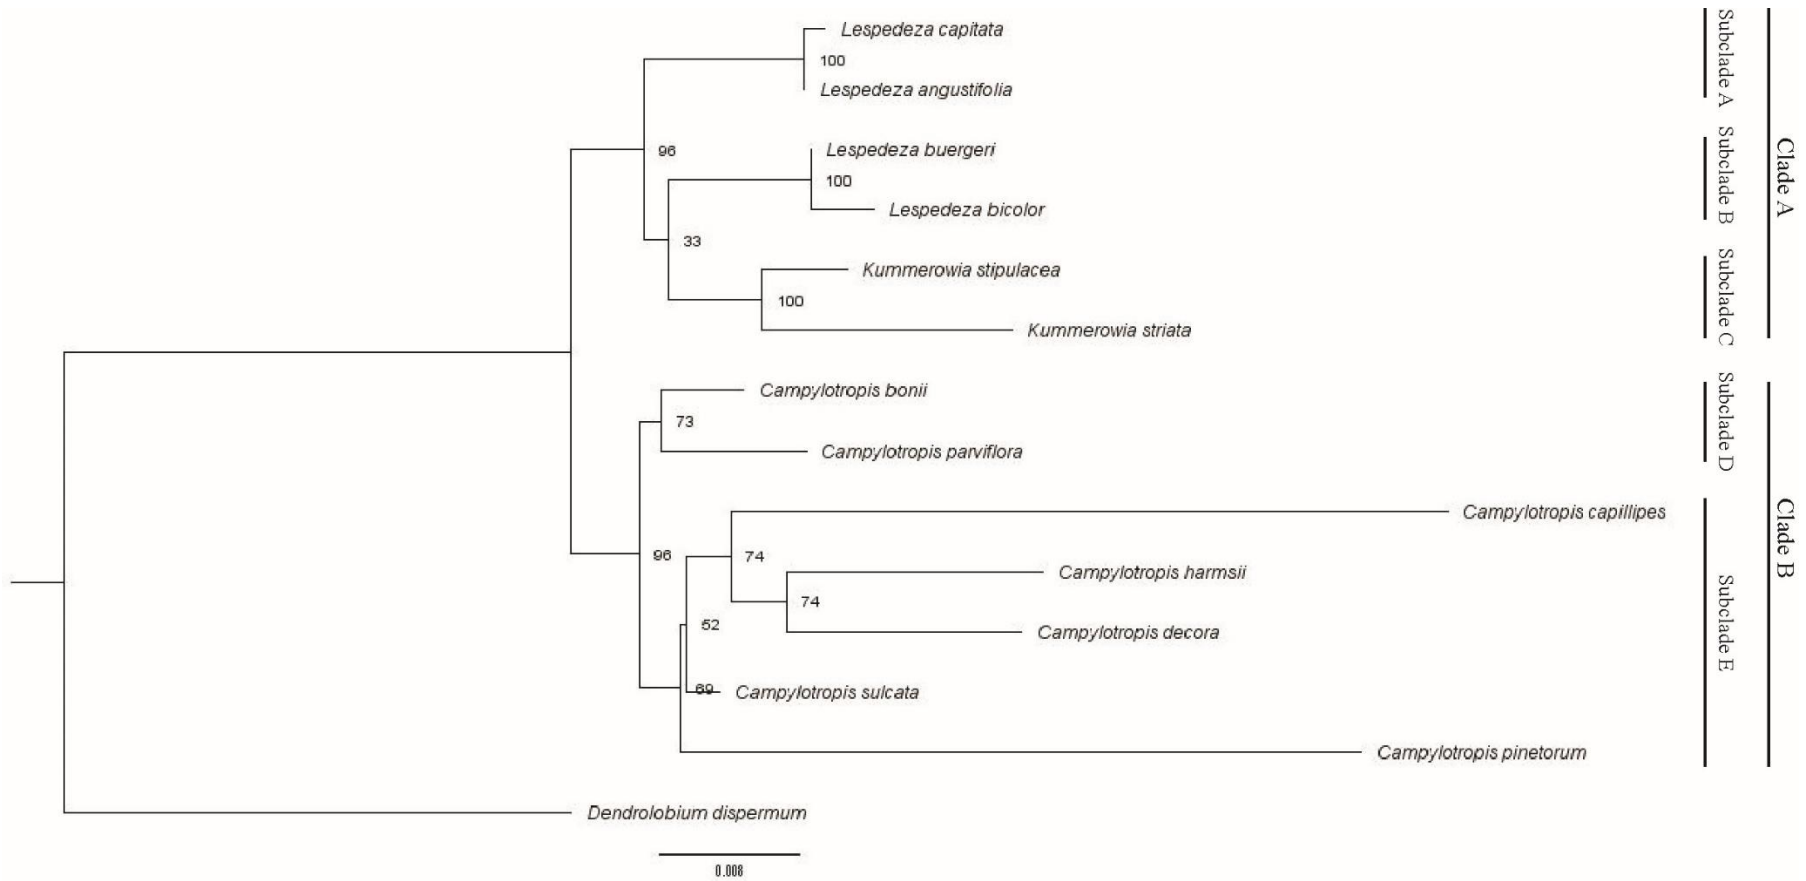 Lespedeza capitata
100
Lespedeza angustifolia
96
Lespedeza buergeri
100
Lespedeza bicolor
33
Kummerowia stipulacea
100
Kummerowia striata
Campylotropis bonii
73
Campylotropis parviflora
Campylotropis capillipes
96
74
Campylotropis harmsii
74
Campylotropis decora
52
69
Campylotropis sulcata
Campylotropis pinetorum
Dendrolobium dispermum
0.008
Subclade A
Subclade B
Subclade C
Subclade D
Subclade E
Clade A
Clade B